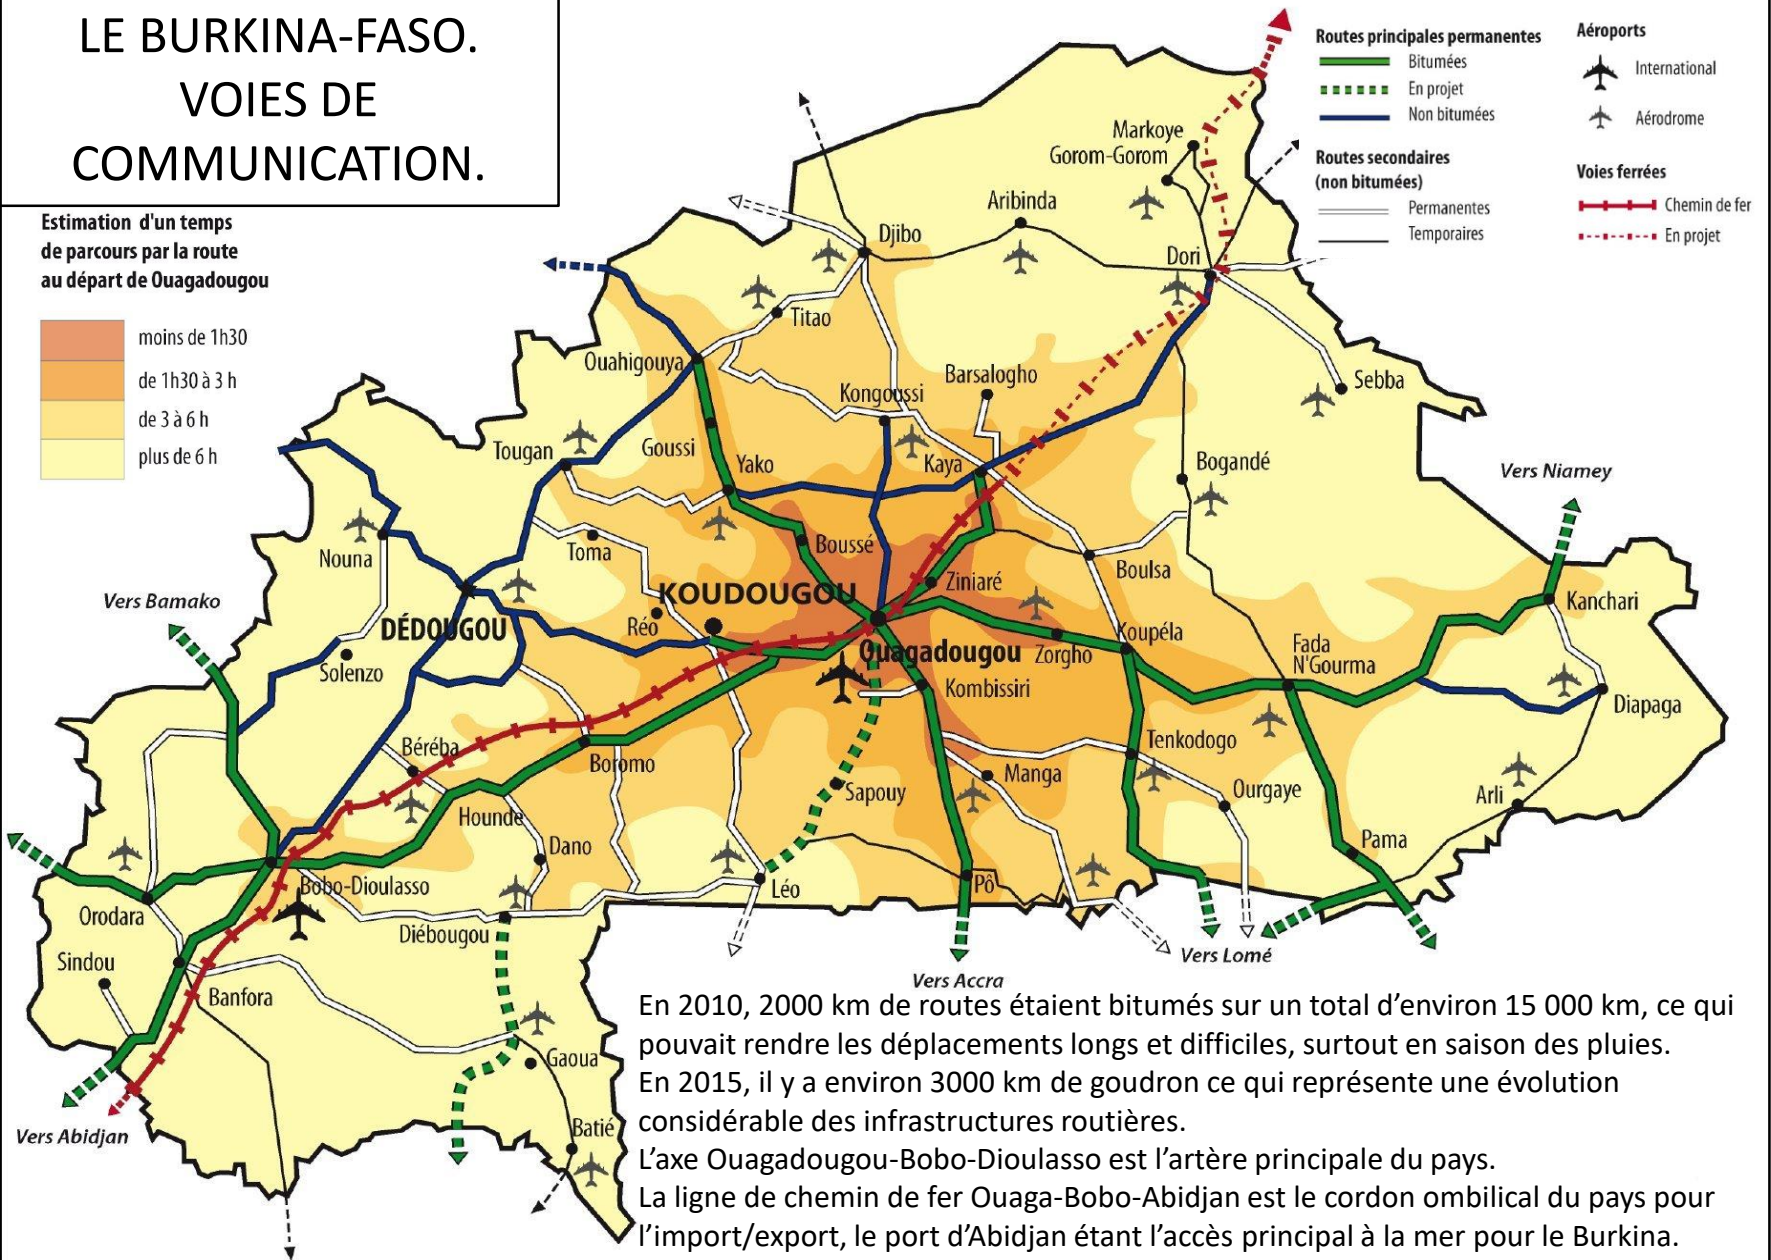 LE BURKINA-FASO.
VOIES DE
COMMUNICATION.
Estimation d'un temps
de parcours par la route
au départ de Ouagadougou
moins de 1h30
de 1h30 à 3 h
de 3 à 6 h
plus de 6 h
Routes principales permanentes
Bitumées
En projet
Non bitumées
Routes secondaires
(non bitumées)
Permanentes
Temporaires
Aéroports
International
Aérodrome
Voies ferrées
Chemin de fer
En projet
Markoye
Gorom-Gorom
Aribinda
Djibo
Dori
Titao
Ouahigouya
Sebba
Barsalogho
Kongoussi
Tougan
Goussi
Yako
Kaya
Bogandé
Vers Niamey
Nouna
Toma
Boussé
Boulsa
Ziniaré
KOUDOUGOU
Kanchari
Vers Bamako
DÉDOUGOU
Réo
Koupéla
Ouagadougou
Zorgho
Fada
N'Gourma
Solenzo
Kombissiri
Diapaga
Béréba
Boromo
Tenkodogo
Manga
Sapouy
Ourgaye
Arli
Houndé
Dano
Pama
Bobo-Dioulasso
Léo
Pô
Orodara
Diébougou
Vers Lomé
Sindou
Vers Accra
Banfora
Gaoua
Batié
Vers Abidjan
En 2010, 2000 km de routes étaient bitumés sur un total d’environ 15 000 km, ce qui
pouvait rendre les déplacements longs et difficiles, surtout en saison des pluies.
En 2015, il y a environ 3000 km de goudron ce qui représente une évolution
considérable des infrastructures routières.
L’axe Ouagadougou-Bobo-Dioulasso est l’artère principale du pays.
La ligne de chemin de fer Ouaga-Bobo-Abidjan est le cordon ombilical du pays pour
l’import/export, le port d’Abidjan étant l’accès principal à la mer pour le Burkina.